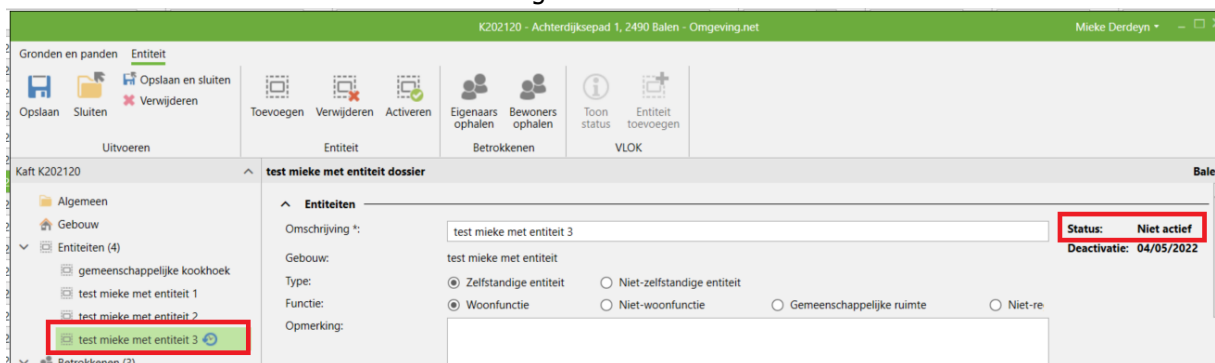 K202120 - Achterdijksepad 1, 2490 Balen - Omgeving.net
Mieke Derdeyn
Gronden en panden Entiteit
Opslaan
Sluiten
Opslaan en sluiten
Verwijderen
Toevoegen
Verwijderen
Activeren
Eigenaars ophalen
Bewoners ophalen
Toon status
Entiteit toevoegen
Uitvoeren
Entiteit
Betrokkenen
VLOK
Kaft K202120
test mieke met entiteit dossier
Bale
Algemeen
Gebouw
Entiteiten (4)
gemeenschappelijke kookhoek
test mieke met entiteit 1
test mieke met entiteit 2
test mieke met entiteit 3
Betrokkenen (3)
Entiteiten
Omschrijving *: test mieke met entiteit 3
Gebouw: test mieke met entiteit
Type: Zelfstandige entiteit Niet-zelfstandige entiteit
Functie: Woonfunctie Niet-woonfunctie Gemeenschappelijke ruimte Niet-re
Opmerking:
Status: Niet actief
Deactivatie: 04/05/2022